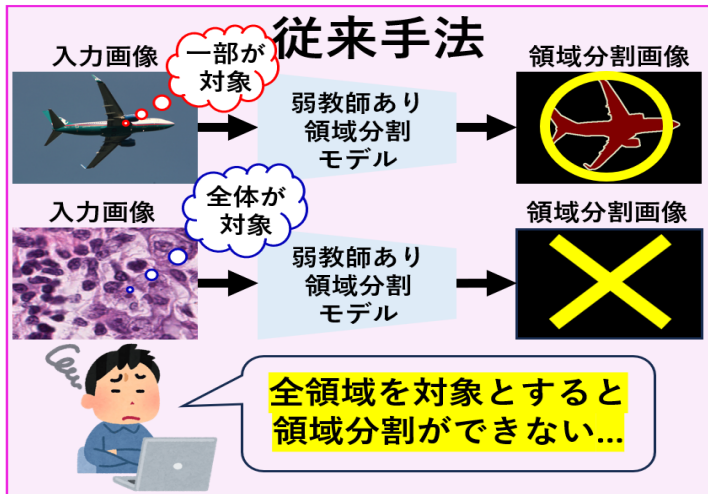 従来手法
入力画像
一部が
対象
弱教師あり
領域分割
モデル
領域分割画像
入力画像
全体が
対象
弱教師あり
領域分割
モデル
領域分割画像
全領域を対象とすると
領域分割ができない...